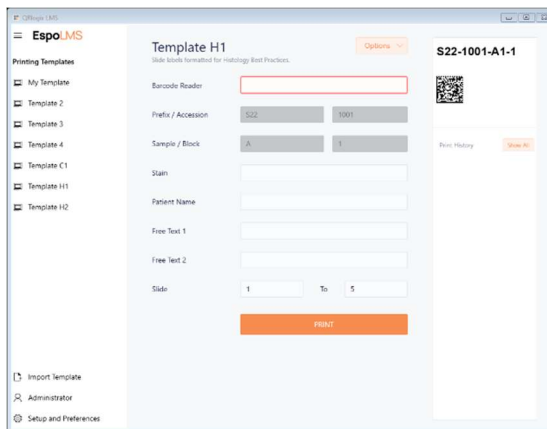 EspoLMS
Printing Templates
My Template
Template 2
Template 3
Template 4
Template C1
Template H1
Template H2
Import Template
Administrator
Setup and Preferences
Template H1
Options
Slide labels formatted for Histology Best Practices.
Barcode Reader
Prefix / Accession
S22
1001
Sample / Block
A
1
Stain
Patient Name
Free Text 1
Free Text 2
Slide
1
To
5
PRINT
S22-1001-A1-1
Print History
Show All